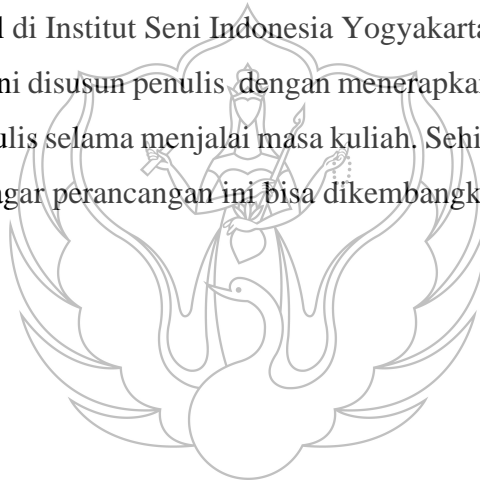 di Institut Seni Indonesia Yogyakarta
ni disusun penulis dengan menerapkan
ulis selama menjalai masa kuliah. Sehi
agar perancangan ini bisa dikembangk